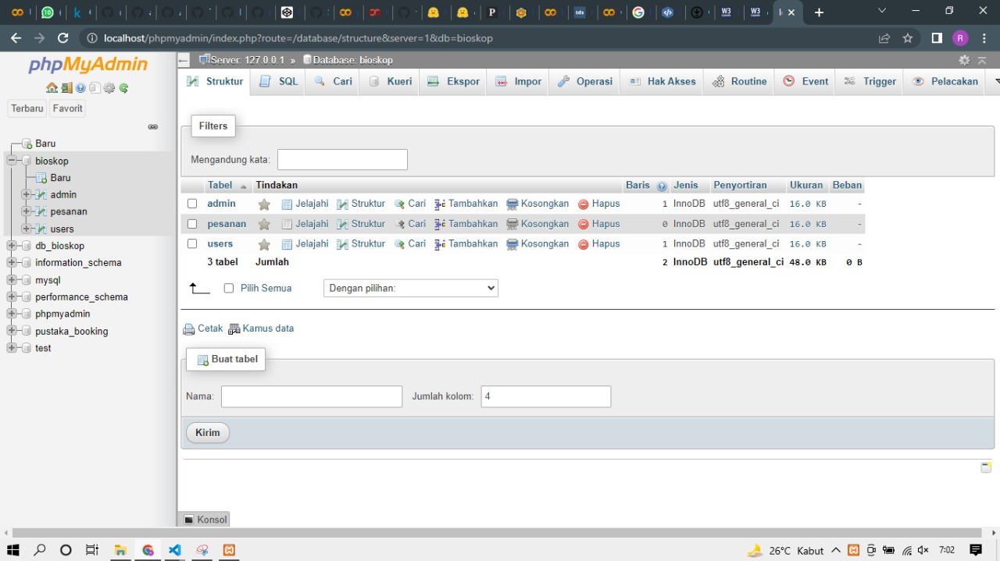 localhost/phpmyadmin/index.php?route=/database/structure&server=1&db=bioskop
phpMyAdmin
Terbaru Favorit
Baru
bioskop
Baru
admin
pesanan
users
db_bioskop
information_schema
mysql
performance_schema
phpmyadmin
pustaka_booking
test
Server: 127.0.0.1 » Database: bioskop
Struktur SQL Cari Kueri Ekspor Impor Operasi Hak Akses Routine Event Trigger Pelacakan
Filters
Mengandung kata:
Tabel Tindakan Baris Jenis Penyortiran Ukuran Beban
admin Jelajahi Struktur Cari Tambahkan Kosongkan Hapus 1 InnoDB utf8_general_ci 16.0 KB -
pesanan Jelajahi Struktur Cari Tambahkan Kosongkan Hapus 0 InnoDB utf8_general_ci 16.0 KB -
users Jelajahi Struktur Cari Tambahkan Kosongkan Hapus 1 InnoDB utf8_general_ci 16.0 KB -
3 tabel Jumlah 2 InnoDB utf8_general_ci 48.0 KB 0 B
Pilih Semua Dengan pilihan:
Cetak Kamus data
Buat tabel
Nama: Jumlah kolom: 4
Kirim
Konsol
26°C Kabut 7:02